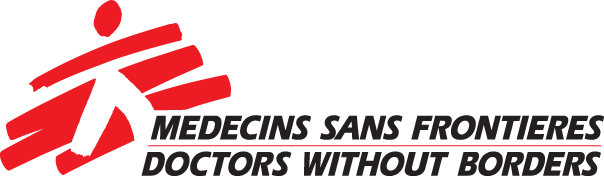 MEDECINS SANS FRONTIERES
DOCTORS WITHOUT BORDERS